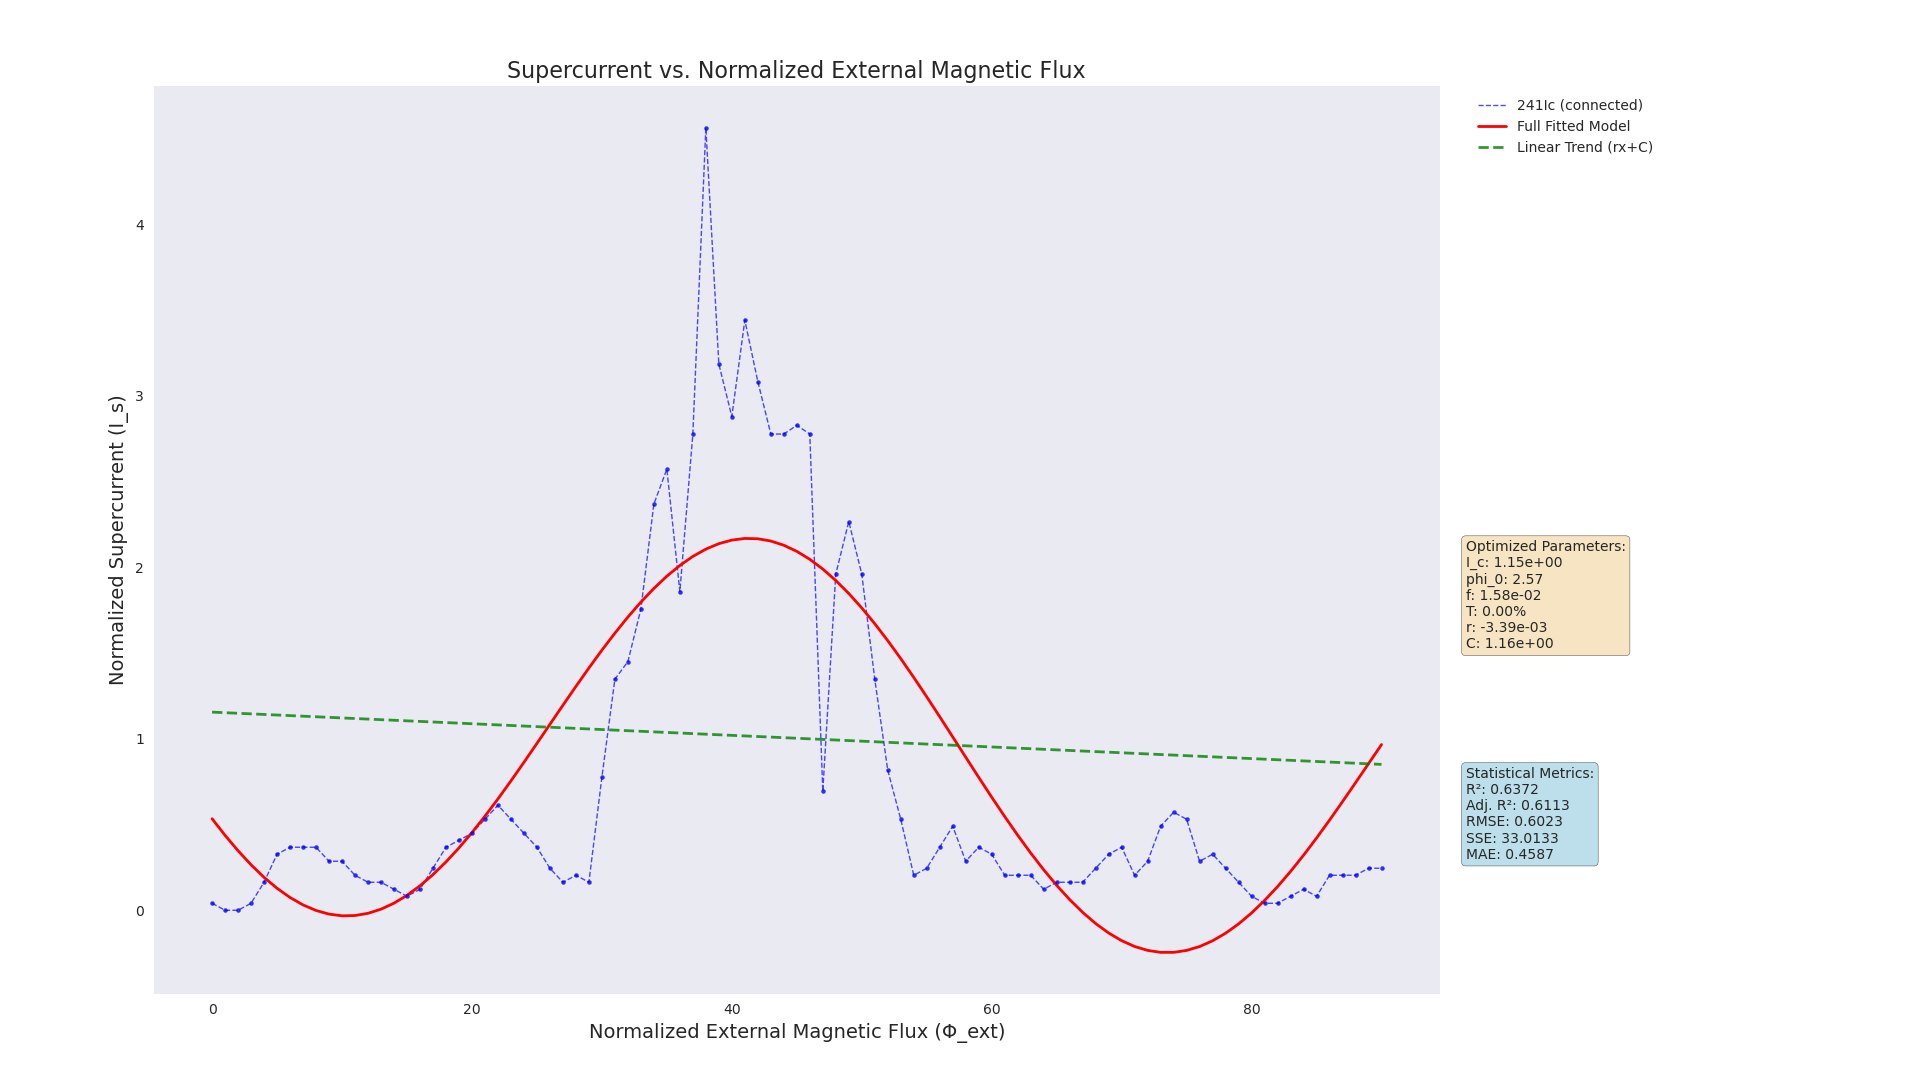 Supercurrent vs. Normalized External Magnetic Flux
241Ic (connected)
Full Fitted Model
Linear Trend (rx+C)
Normalized Supercurrent (I_s)
4
3
2
1
0
0
20
40
60
80
Normalized External Magnetic Flux (Φ_ext)
Optimized Parameters:
I_c: 1.15e+00
phi_0: 2.57
f: 1.58e-02
T: 0.00%
r: -3.39e-03
C: 1.16e+00
Statistical Metrics:
R²: 0.6372
Adj. R²: 0.6113
RMSE: 0.6023
SSE: 33.0133
MAE: 0.4587